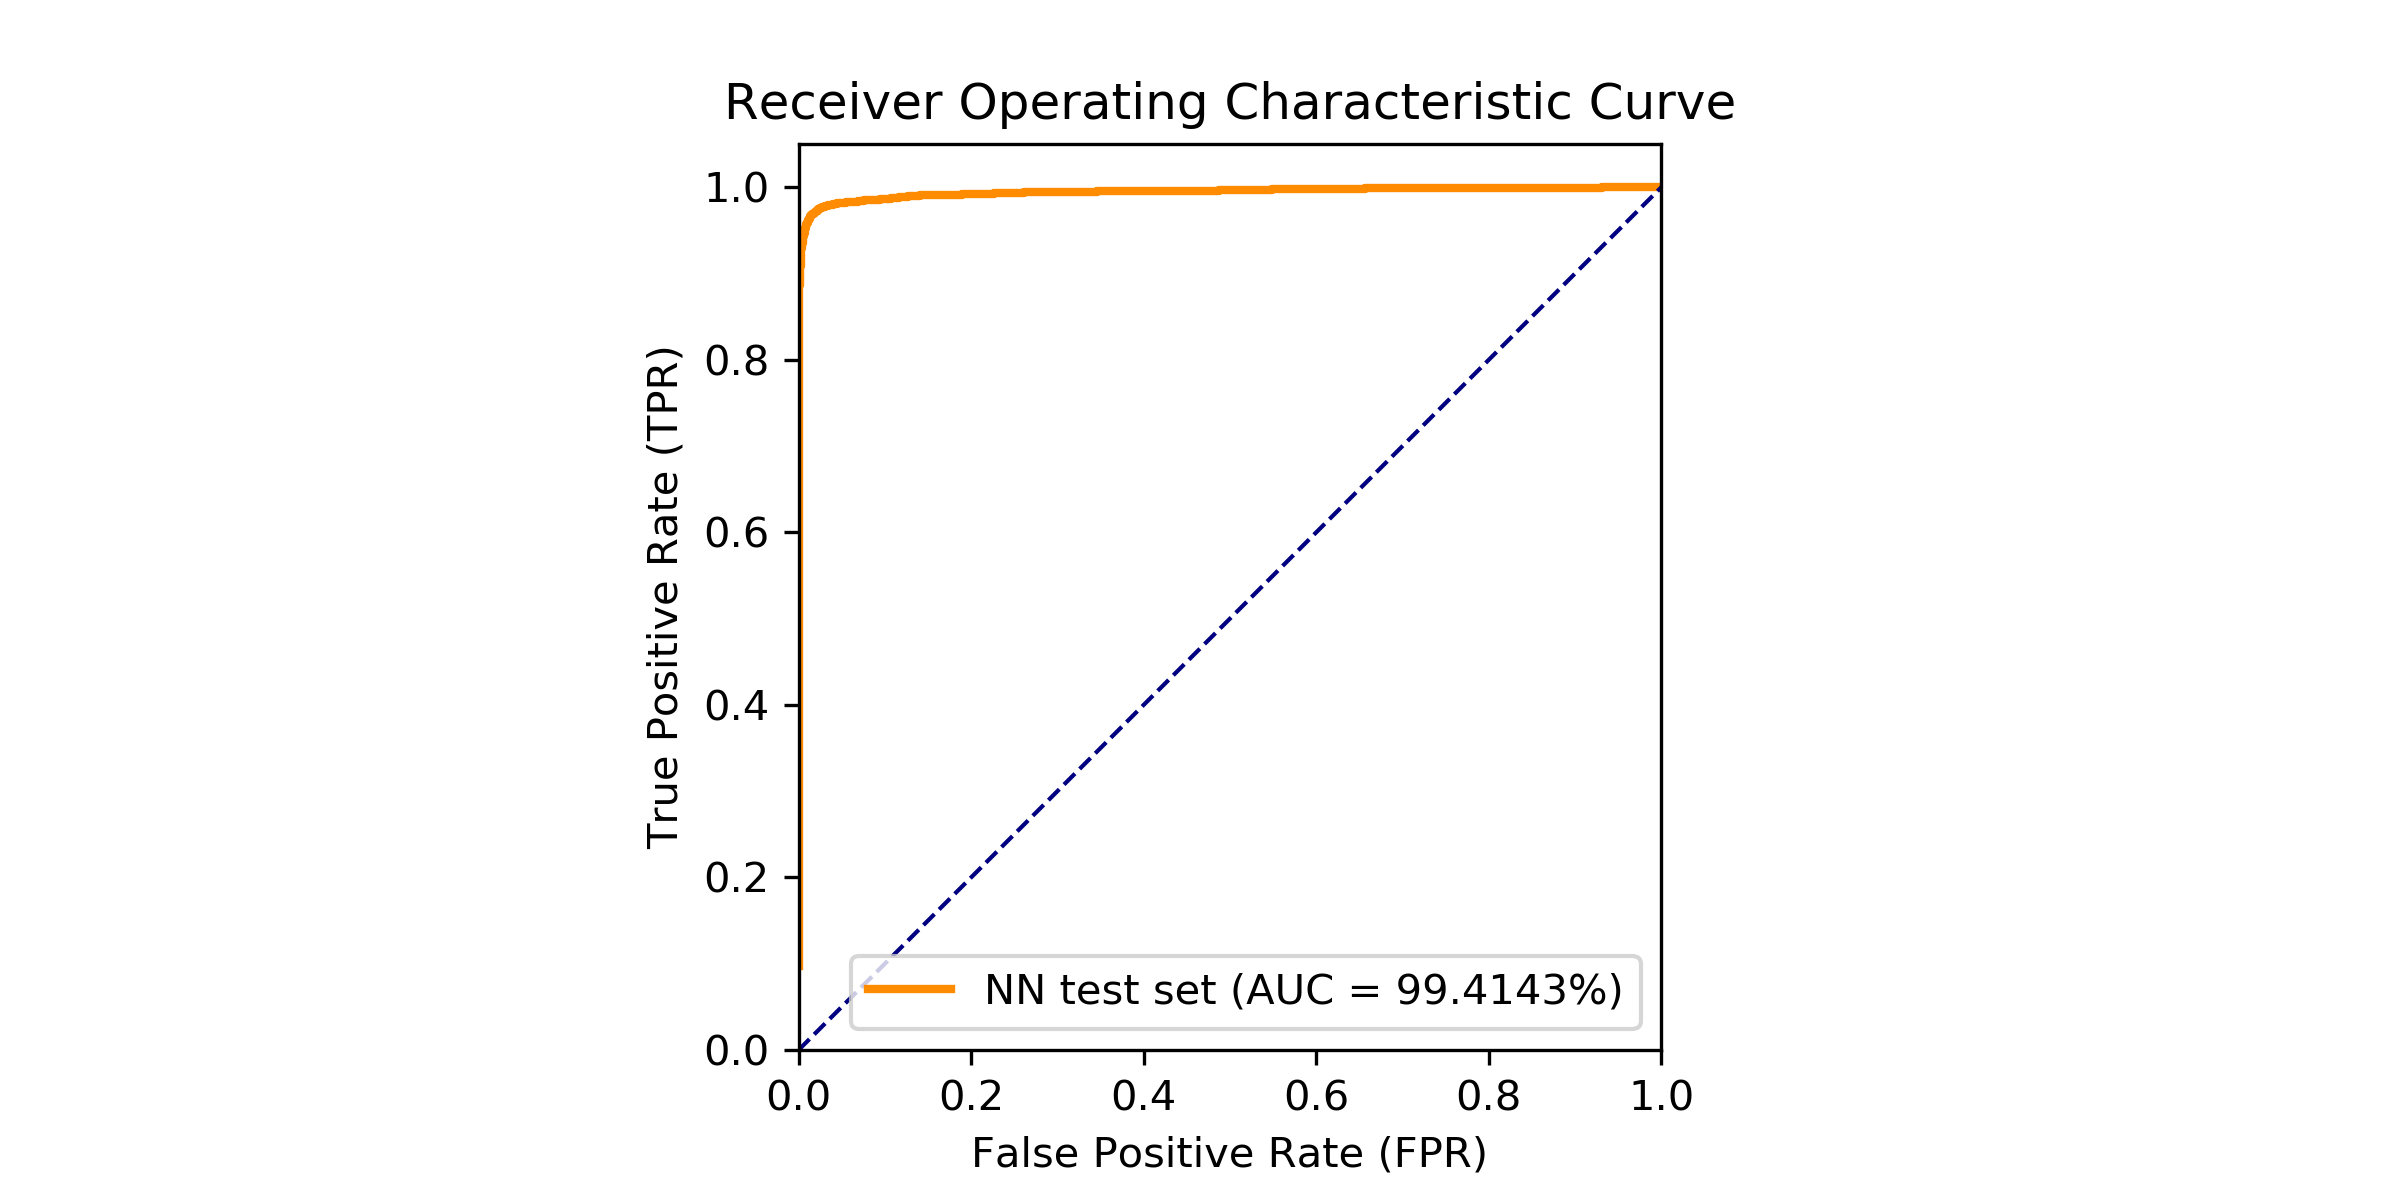 Receiver Operating Characteristic Curve
1.0
0.8
0.6
0.4
0.2
0.0
True Positive Rate (TPR)
NN test set (AUC = 99.4143%)
0.0 0.2 0.4 0.6 0.8 1.0
False Positive Rate (FPR)